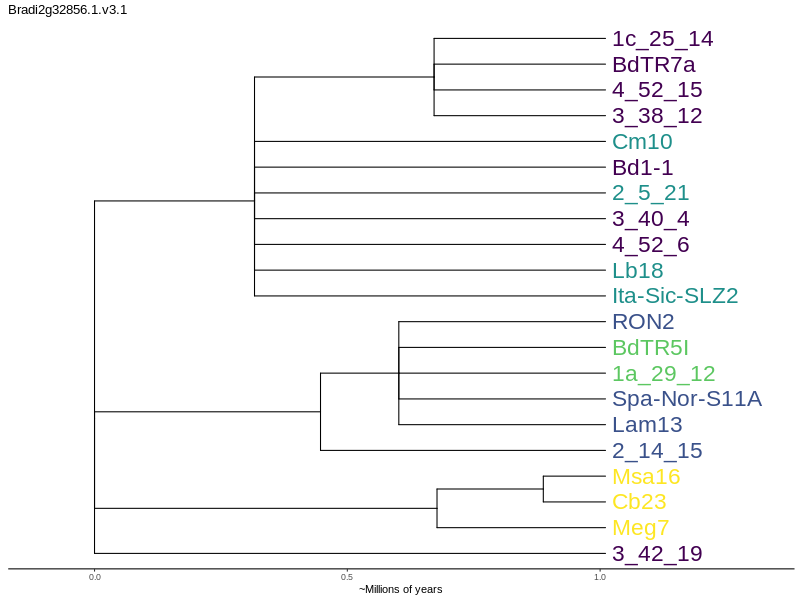 Bradi2g32856.1.v3.1
1c_25_14
BdTR7a
4_52_15
3_38_12
Cm10
Bd1-1
2_5_21
3_40_4
4_52_6
Lb18
Ita-Sic-SLZ2
RON2
BdTR5I
1a_29_12
Spa-Nor-S11A
Lam13
2_14_15
Msa16
Cb23
Meg7
3_42_19
0.0 0.5 1.0
~Millions of years